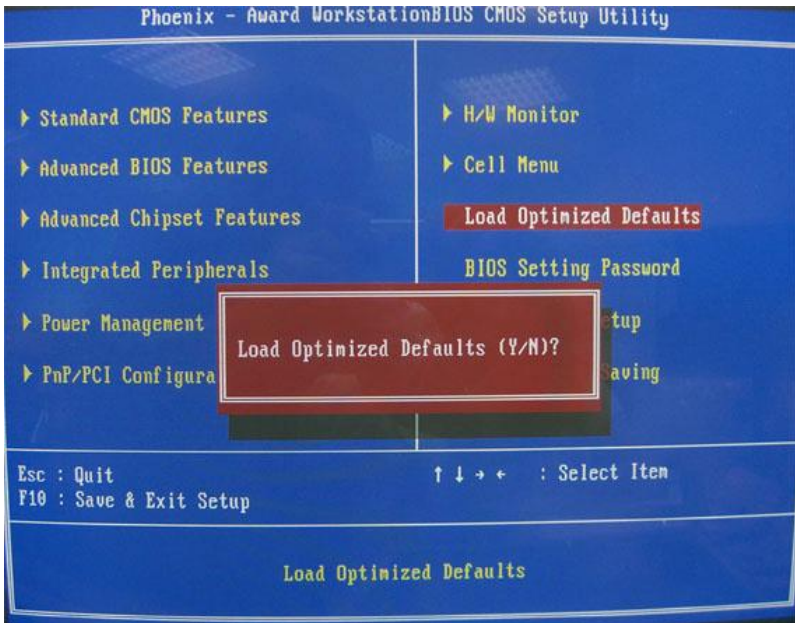 Phoenix - Award WorkstationBIOS CMOS Setup Utility
Standard CMOS Features
Advanced BIOS Features
Advanced Chipset Features
Integrated Peripherals
Power Management
PnP/PCI Configura
H/W Monitor
Cell Menu
Load Optimized Defaults
BIOS Setting Password
etup
Saving
Load Optimized Defaults (Y/N)?
Esc : Quit
F10 : Save & Exit Setup
↑ ↓ → ← : Select Item
Load Optimized Defaults